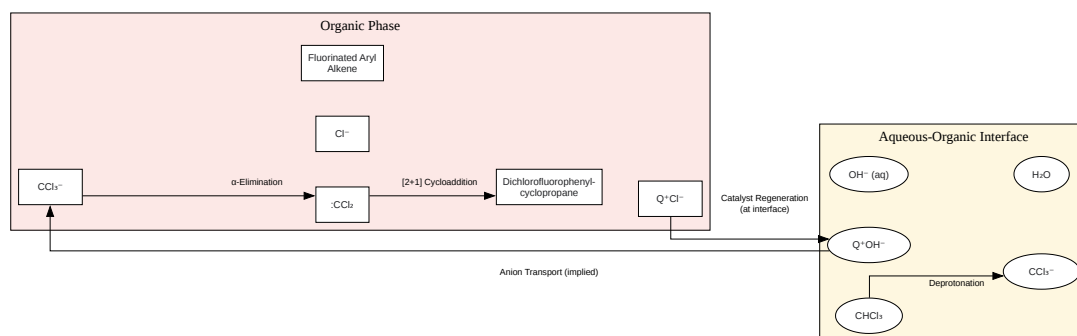 Organic Phase
Fluorinated Aryl
Alkene
Cl⁻
CCl₃⁻
α-Elimination
:CCl₂
[2+1] Cycloaddition
Dichlorofluorophenyl-
cyclopropane
Q⁺Cl⁻
Catalyst Regeneration
(at interface)
Anion Transport (implied)
Aqueous-Organic Interface
OH⁻ (aq)
H₂O
Q⁺OH⁻
CCl₃⁻
Deprotonation
CHCl₃